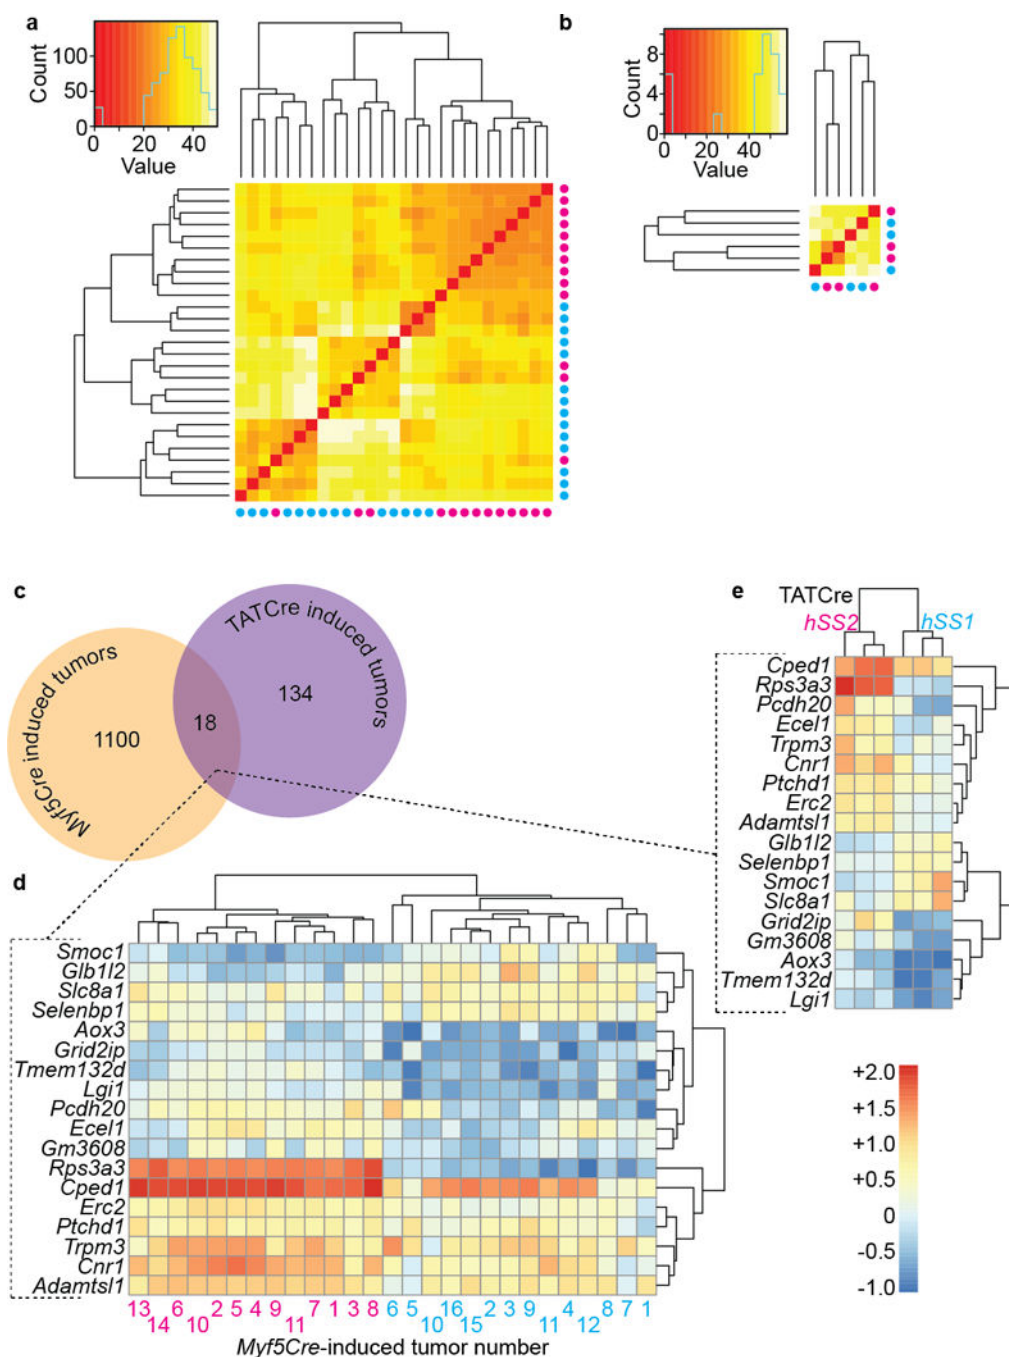 a
Count
100
50
0
0 20 40
Value
b
Count
8
4
0
0 20 40
Value
c
Myf5Cre induced tumors
TATCre induced tumors
1100
18
134
d
Smoc1
Glb1l2
Slc8a1
Selenbp1
Aox3
Grid2ip
Tmem132d
Lgi1
Pcdh20
Ecel1
Gm3608
Rps3a3
Cped1
Erc2
Ptchd1
Trpm3
Cnr1
Adamtsl1
13 14 6 10 2 5 4 9 11 7 1 3 8 6 5 10 16 15 2 3 9 11 4 12 8 7 1
Myf5Cre-induced tumor number
e
TATCre
hSS2 hSS1
Cped1
Rps3a3
Pcdh20
Ecel1
Trpm3
Cnr1
Ptchd1
Erc2
Adamtsl1
Glb1l2
Selenbp1
Smoc1
Slc8a1
Grid2ip
Gm3608
Aox3
Tmem132d
Lgi1
+2.0
+1.5
+1.0
+0.5
0
-0.5
-1.0